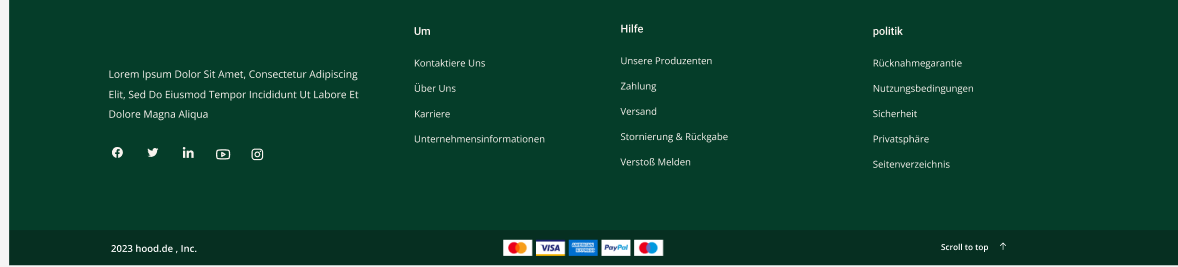 Lorem Ipsum Dolor Sit Amet, Consectetur Adipiscing
Elit, Sed Do Eiusmod Tempor Incididunt Ut Labore Et
Dolore Magna Aliqua
Um
Kontaktiere Uns
Über Uns
Karriere
Unternehmensinformationen
Hilfe
Unsere Produzenten
Zahlung
Versand
Stornierung & Rückgabe
Verstoß Melden
politik
Rücknahmegarantie
Nutzungsbedingungen
Sicherheit
Privatsphäre
Seitenverzeichnis
2023 hood.de , Inc.
VISA
AMERICAN
EXPRESS
PayPal
Scroll to top